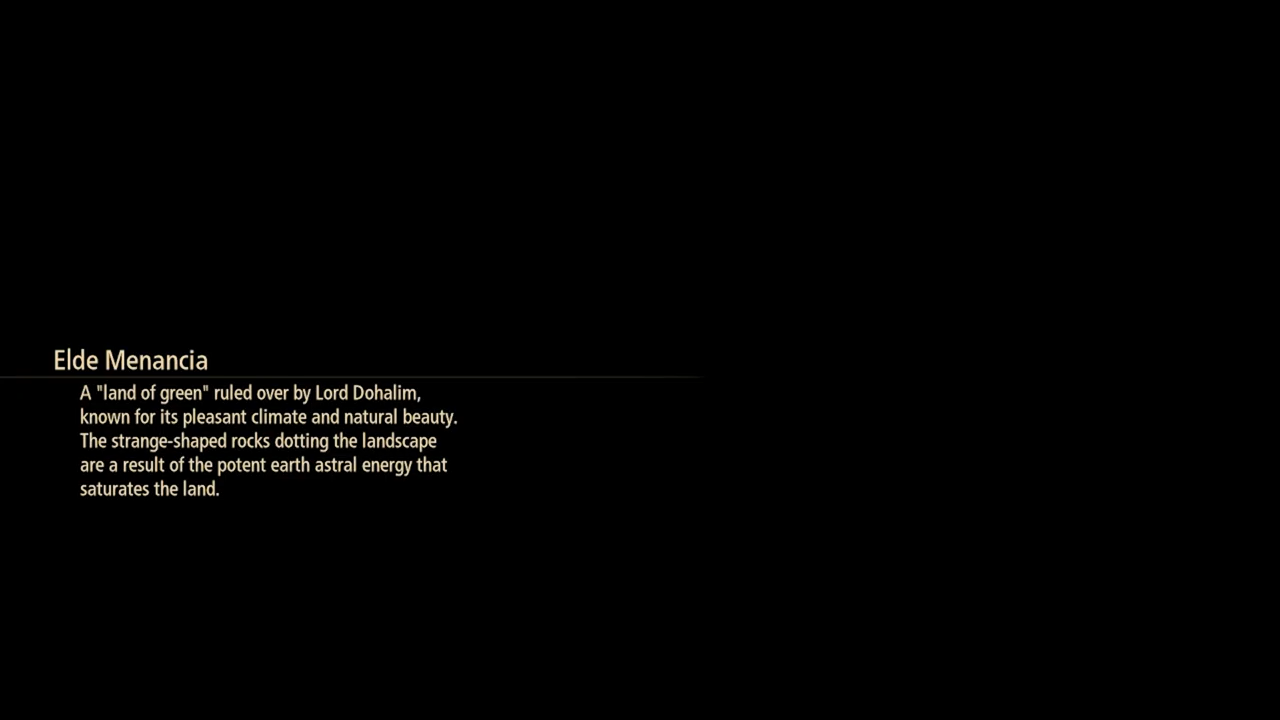 Elde Menancia
A "land of green" ruled over by Lord Dohalim,
known for its pleasant climate and natural beauty.
The strange-shaped rocks dotting the landscape
are a result of the potent earth astral energy that
saturates the land.